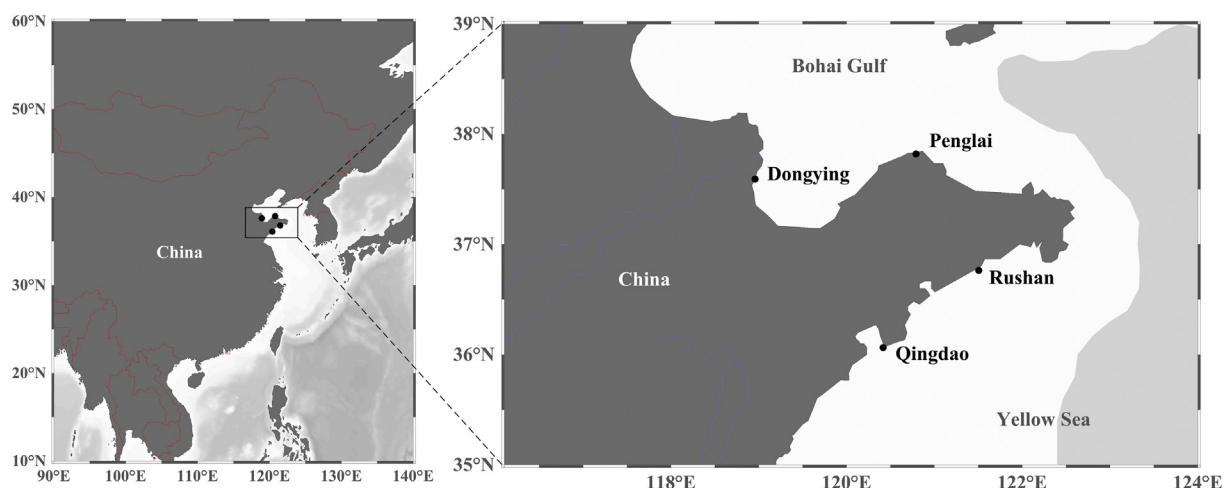 60°N
50°N
40°N
30°N
20°N
10°N
90°E
100°E
110°E
120°E
130°E
140°E
China
39°N
38°N
37°N
36°N
35°N
118°E
120°E
122°E
124°E
Bohai Gulf
Penglai
Dongying
China
Rushan
Qingdao
Yellow Sea